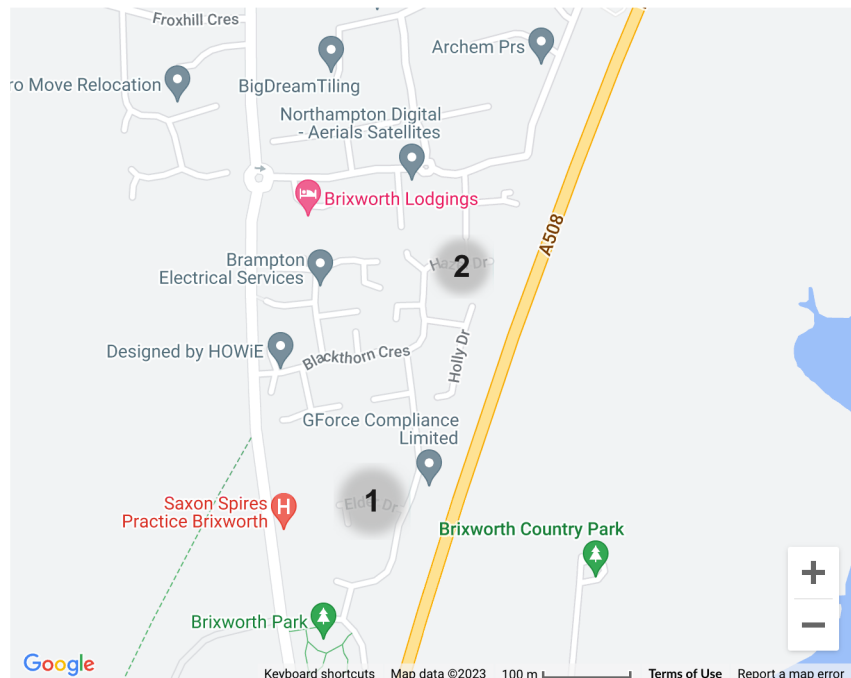 Froxhill Cres
Archem Prs
ro Move Relocation
BigDreamTiling
Northampton Digital
- Aerials Satellites
Brixworth Lodgings
A508
Brampton
Electrical Services
2
Designed by HOWiE
Blackthorn Cres
Holly Dr
GForce Compliance
Limited
1
Elder Dr
Saxon Spires
Practice Brixworth
H
Brixworth Country Park
Brixworth Park
+
−
Google
Keyboard shortcuts
Map data ©2023
100 m
Terms of Use
Report a map error